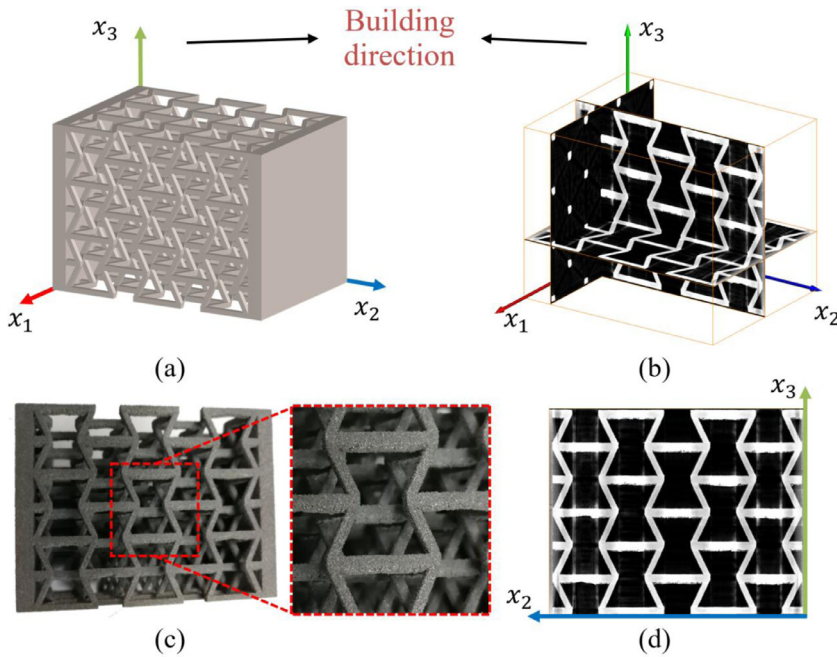 Building
direction
x₃
x₃
x₁
x₂
x₁
x₂
(a)
(b)
x₃
x₂
(c)
(d)